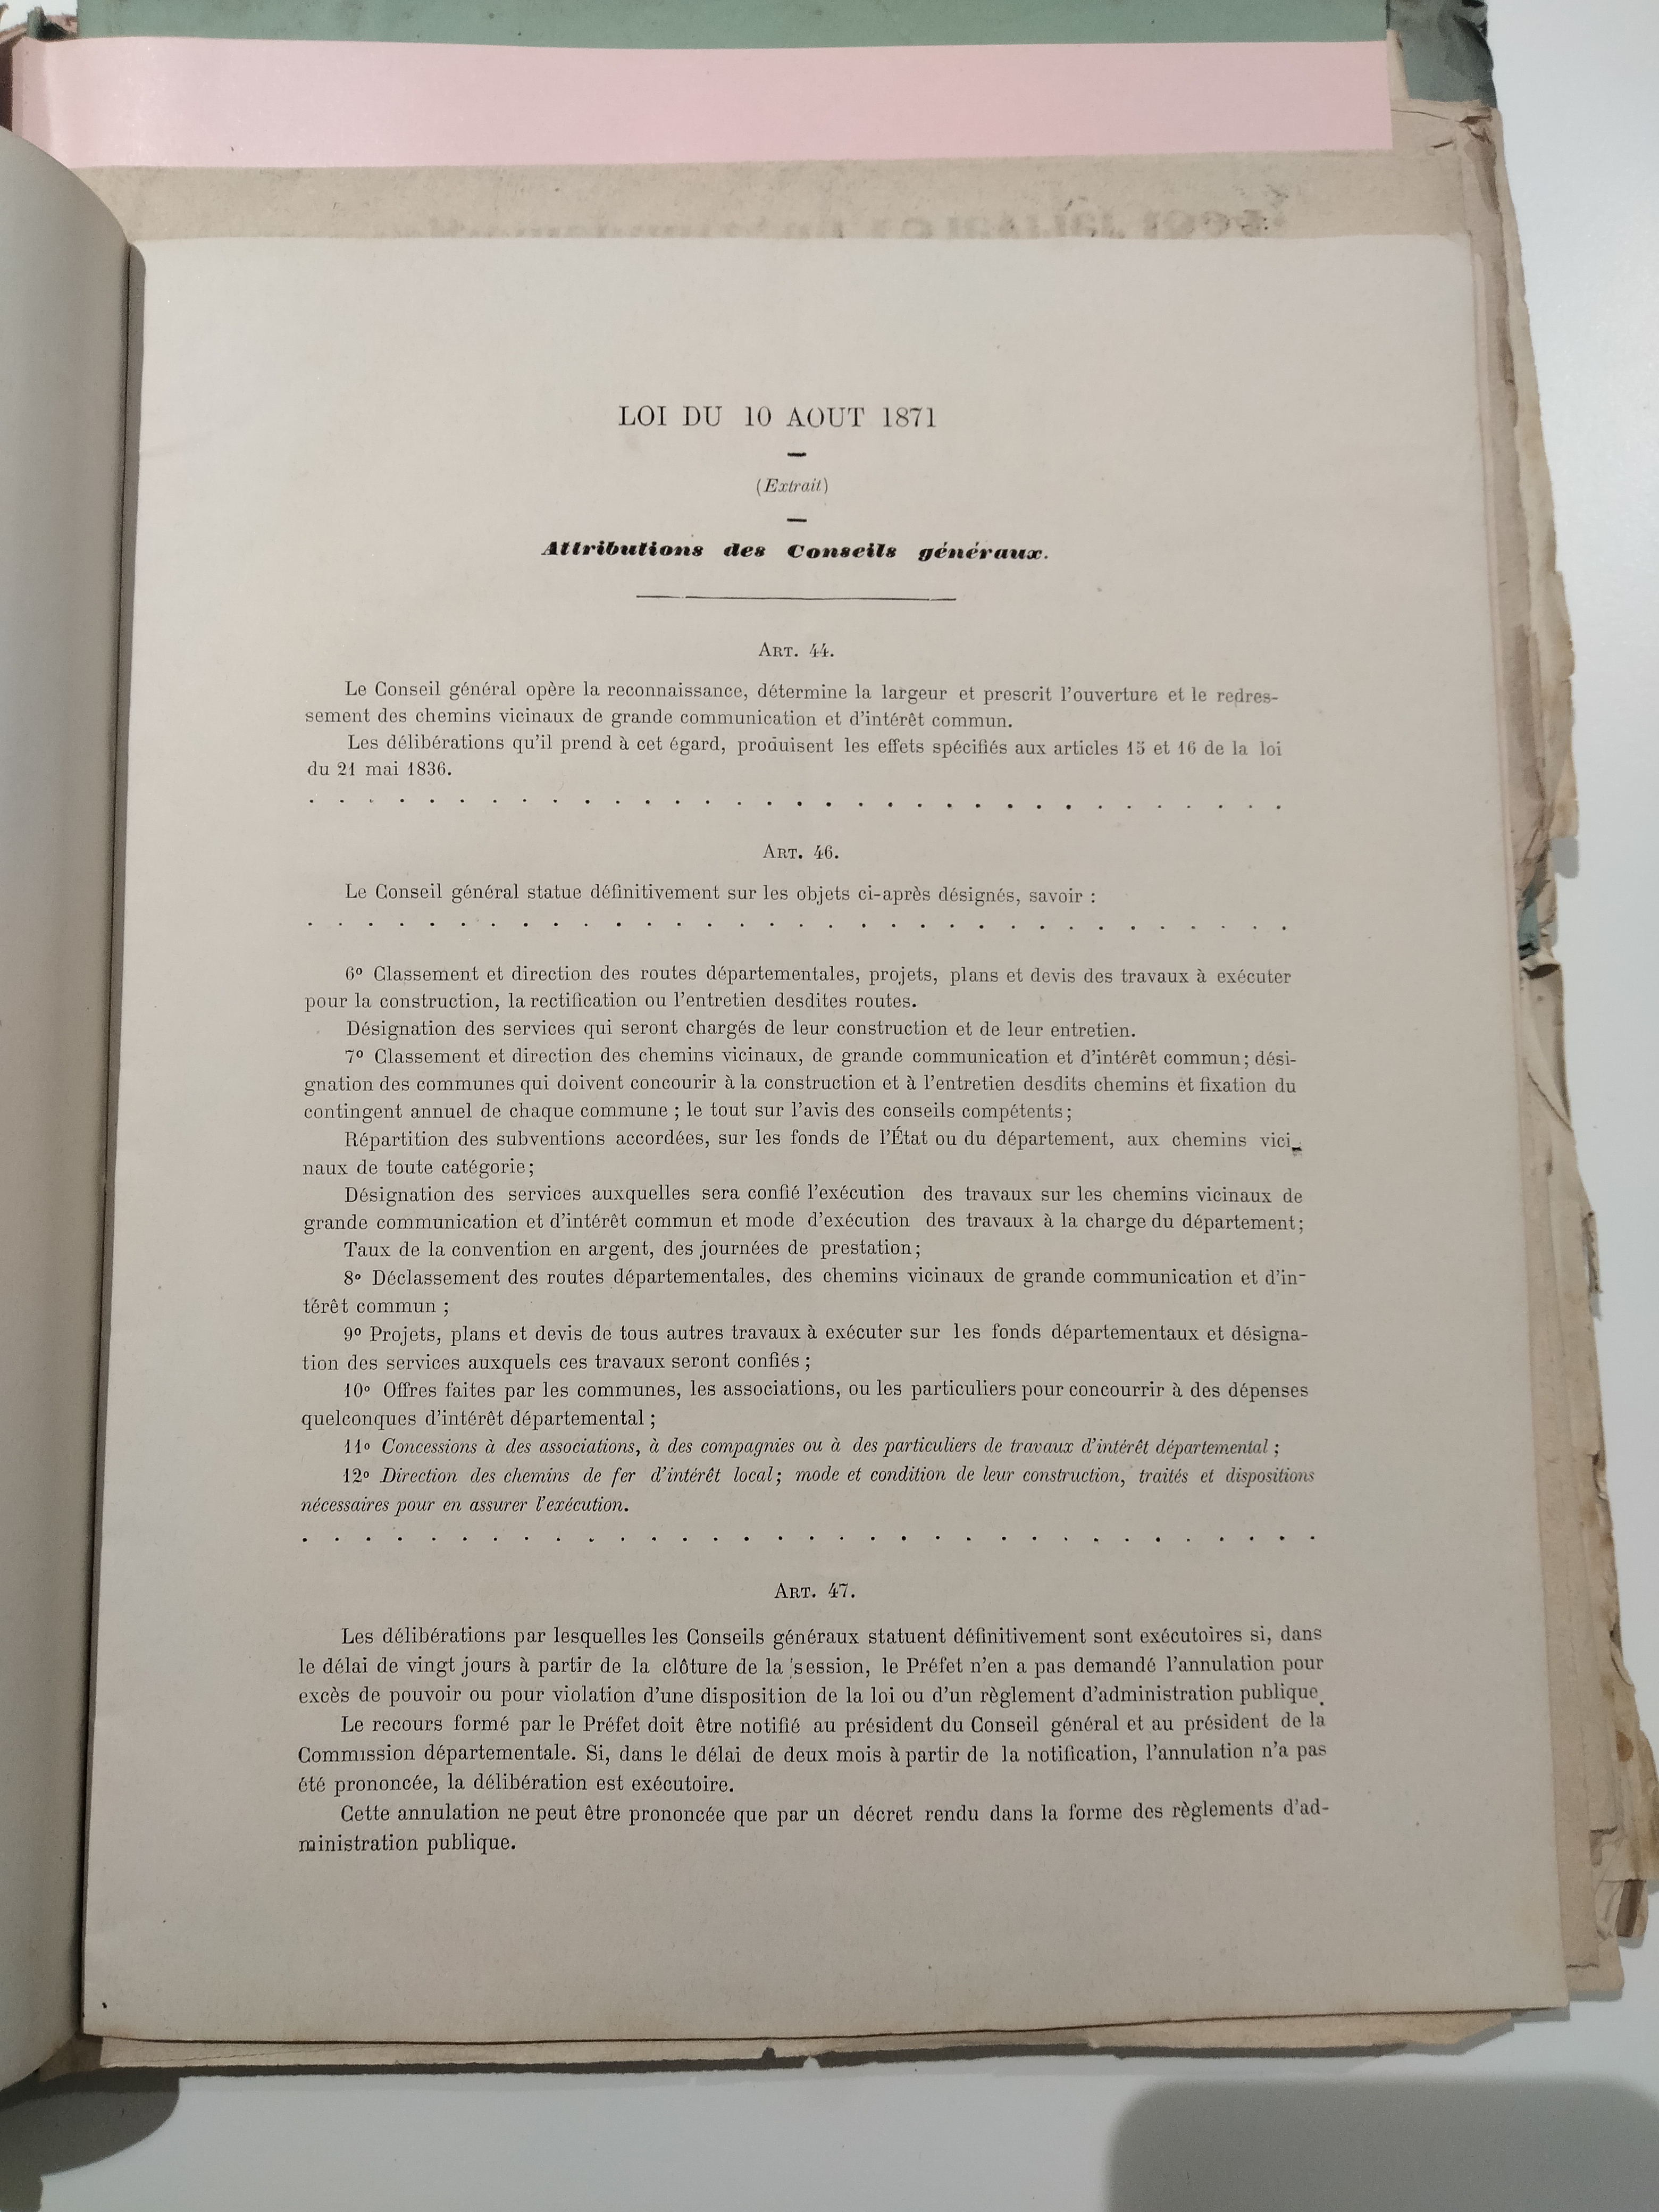 LOI DU 10 AOUT 1871
(Extrait)
Attributions des Conseils généraux.
ART. 44.
Le Conseil général opère la reconnaissance, détermine la largeur et prescrit l'ouverture et le redres-
sement des chemins vicinaux de grande communication et d'intérêt commun.
Les délibérations qu'il prend à cet égard, produisent les effets spécifiés aux articles 15 et 16 de la loi
du 21 mai 1836.
. . . . . . . . . . . . . . . . . . . . . . . . . . . . . . . . .
ART. 46.
Le Conseil général statue définitivement sur les objets ci-après désignés, savoir :
. . . . . . . . . . . . . . . . . . . . . . . . . . . . . . . . .
6º Classement et direction des routes départementales, projets, plans et devis des travaux à exécuter
pour la construction, la rectification ou l'entretien desdites routes.
Désignation des services qui seront chargés de leur construction et de leur entretien.
7º Classement et direction des chemins vicinaux, de grande communication et d'intérêt commun; dési-
gnation des communes qui doivent concourir à la construction et à l'entretien desdits chemins et fixation du
contingent annuel de chaque commune ; le tout sur l'avis des conseils compétents;
Répartition des subventions accordées, sur les fonds de l'État ou du département, aux chemins vici-
naux de toute catégorie;
Désignation des services auxquelles sera confié l'exécution des travaux sur les chemins vicinaux de
grande communication et d'intérêt commun et mode d'exécution des travaux à la charge du département;
Taux de la convention en argent, des journées de prestation;
8º Déclassement des routes départementales, des chemins vicinaux de grande communication et d'in-
térêt commun ;
9º Projets, plans et devis de tous autres travaux à exécuter sur les fonds départementaux et désigna-
tion des services auxquels ces travaux seront confiés ;
10º Offres faites par les communes, les associations, ou les particuliers pour concourrir à des dépenses
quelconques d'intérêt départemental ;
11º Concessions à des associations, à des compagnies ou à des particuliers de travaux d'intérêt départemental ;
12º Direction des chemins de fer d'intérêt local; mode et condition de leur construction, traités et dispositions
nécessaires pour en assurer l'exécution.
. . . . . . . . . . . . . . . . . . . . . . . . . . . . . . . . .
ART. 47.
Les délibérations par lesquelles les Conseils généraux statuent définitivement sont exécutoires si, dans
le délai de vingt jours à partir de la clôture de la session, le Préfet n'en a pas demandé l'annulation pour
excès de pouvoir ou pour violation d'une disposition de la loi ou d'un règlement d'administration publique.
Le recours formé par le Préfet doit être notifié au président du Conseil général et au président de la
Commission départementale. Si, dans le délai de deux mois à partir de la notification, l'annulation n'a pas
été prononcée, la délibération est exécutoire.
Cette annulation ne peut être prononcée que par un décret rendu dans la forme des règlements d'ad-
ministration publique.